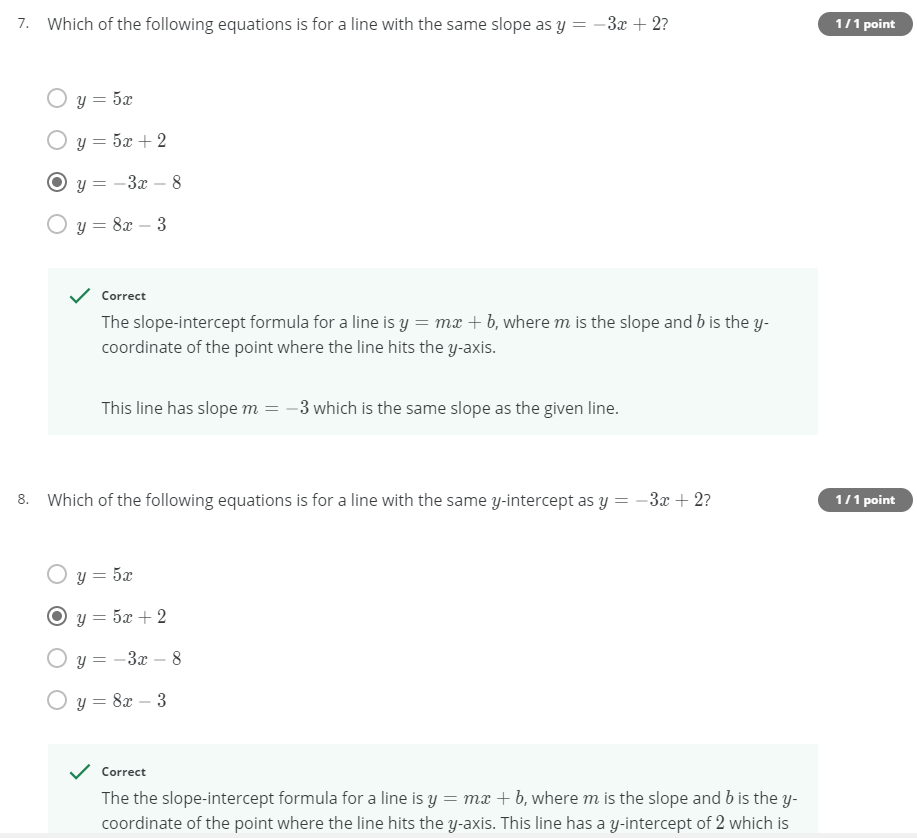 7. Which of the following equations is for a line with the same slope as y = −3x + 2?
1 / 1 point
y = 5x
y = 5x + 2
y = −3x − 8
y = 8x − 3
Correct
The slope-intercept formula for a line is y = mx + b, where m is the slope and b is the y-
coordinate of the point where the line hits the y-axis.
This line has slope m = −3 which is the same slope as the given line.
8. Which of the following equations is for a line with the same y-intercept as y = −3x + 2?
1 / 1 point
y = 5x
y = 5x + 2
y = −3x − 8
y = 8x − 3
Correct
The the slope-intercept formula for a line is y = mx + b, where m is the slope and b is the y-
coordinate of the point where the line hits the y-axis. This line has a y-intercept of 2 which is